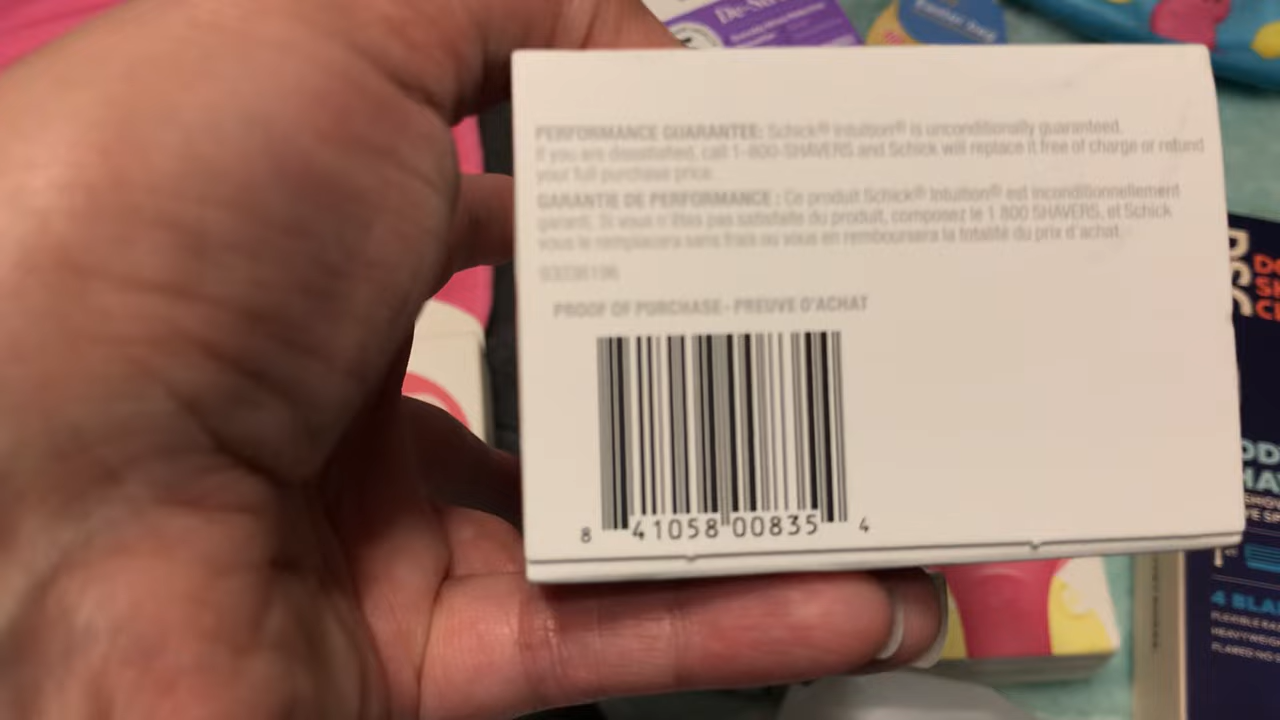 PERFORMANCE GUARANTEE: Schick® Intuition® is unconditionally guaranteed.
If you are dissatisfied, call 1-800-SHAVERS and Schick will replace it free of charge or refund
your full purchase price.
GARANTIE DE PERFORMANCE : Ce produit Schick® Intuition® est inconditionnellement
garanti. Si vous n'êtes pas satisfaite du produit, composez le 1 800 SHAVERS, et Schick
vous le remplacera sans frais ou vous en remboursera la totalité du prix d'achat.
PROOF OF PURCHASE - PREUVE D'ACHAT
8 41058 00835 4
DSC
4 BLA